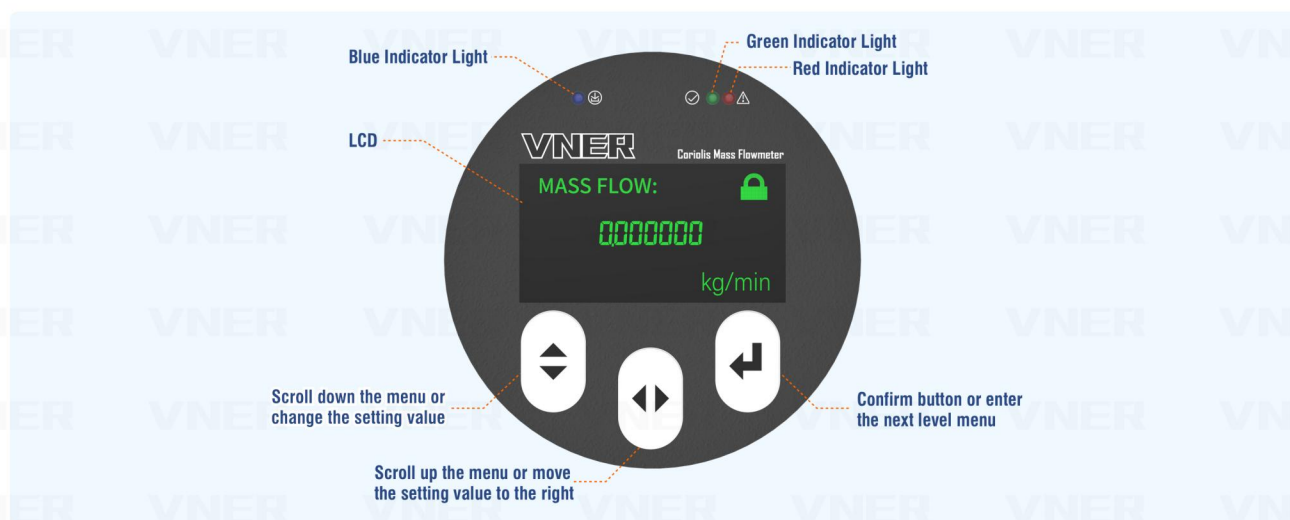 Blue Indicator Light
Green Indicator Light
Red Indicator Light
LCD
VNER
Coriolis Mass Flowmeter
MASS FLOW:
0.000000
kg/min
Scroll down the menu or
change the setting value
Confirm button or enter
the next level menu
Scroll up the menu or move
the setting value to the right